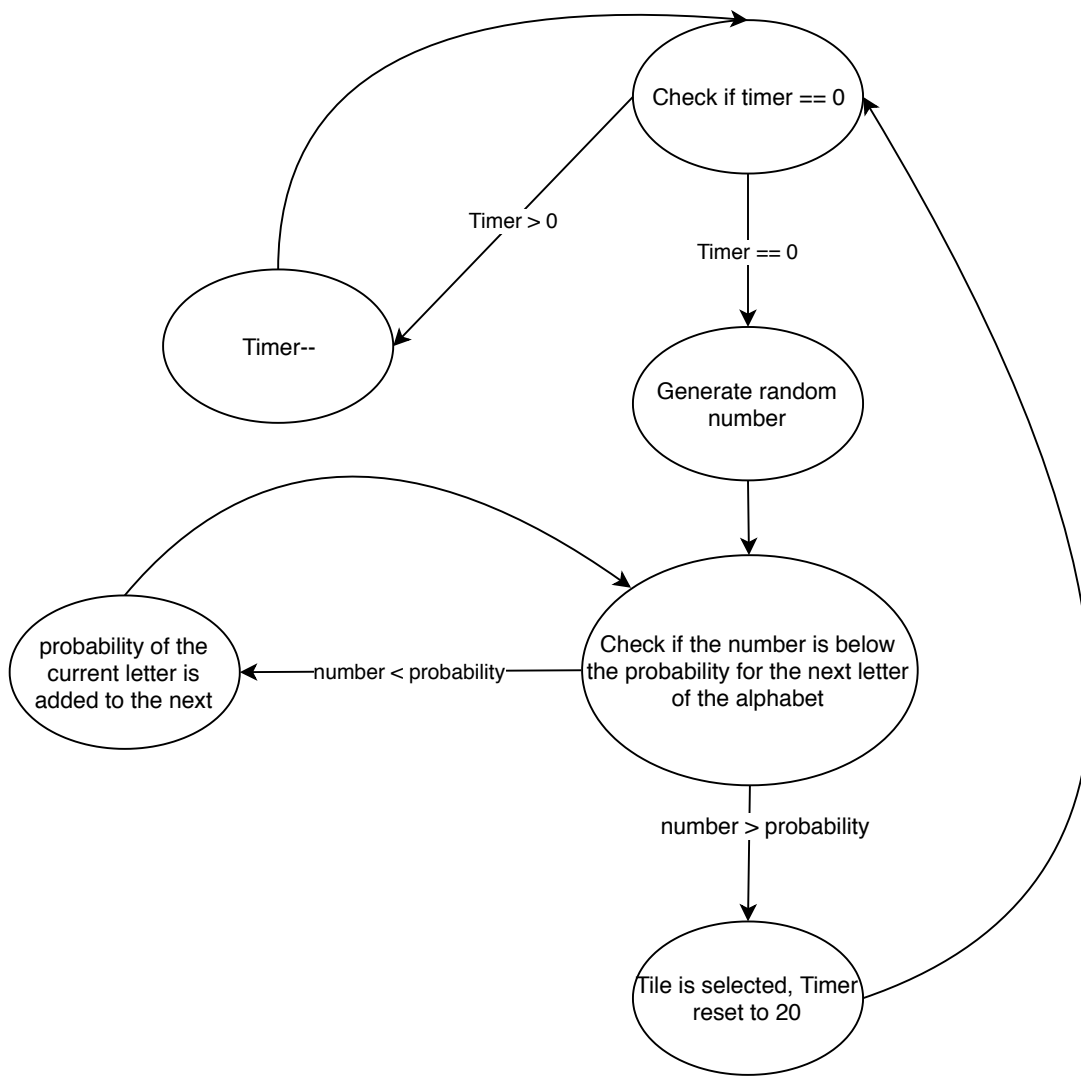 Check if timer == 0
Timer > 0
Timer == 0
Timer--
Generate random
number
probability of the
current letter is
added to the next
number < probability
Check if the number is below
the probability for the next letter
of the alphabet
number > probability
Tile is selected, Timer
reset to 20